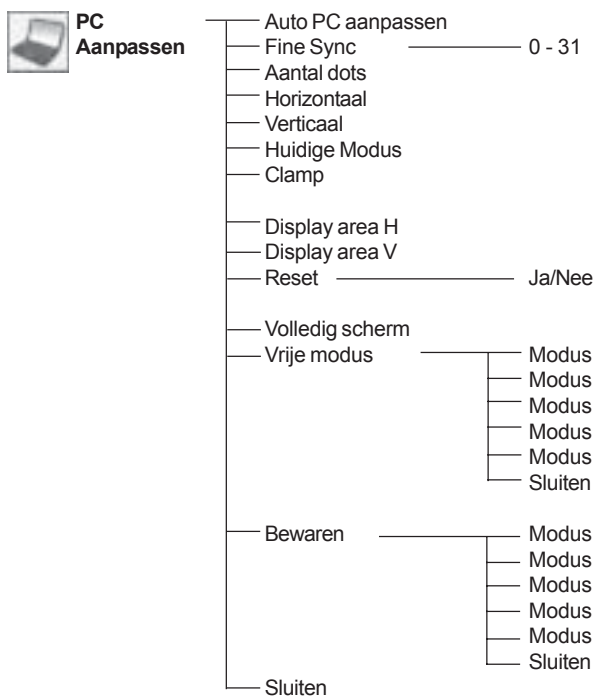 PC Auto PC aanpassen
Aanpassen Fine Sync 0 - 31
Aantal dots
Horizontaal
Verticaal
Huidige Modus
Clamp
Display area H
Display area V
Reset Ja/Nee
Volledig scherm
Vrije modus Modus
Modus
Modus
Modus
Modus
Sluiten
Bewaren Modus
Modus
Modus
Modus
Modus
Sluiten
Sluiten